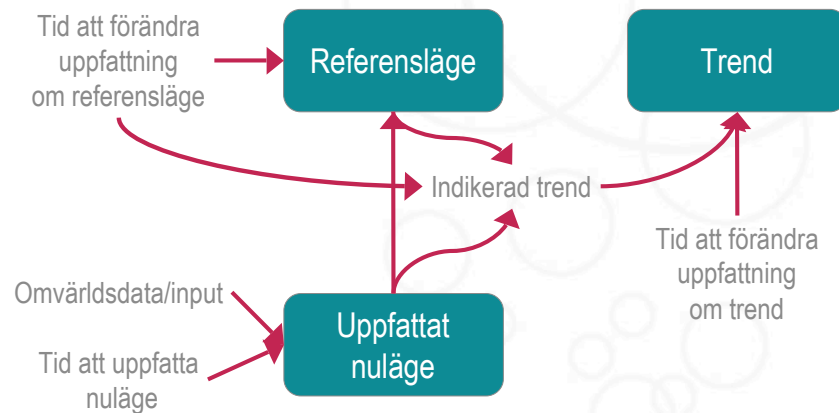 Tid att förändra
uppfattning
om referensläge
Referensläge
Trend
Indikerad trend
Tid att förändra
uppfattning
om trend
Omvärldsdata/input
Tid att uppfatta
nuläge
Uppfattat
nuläge